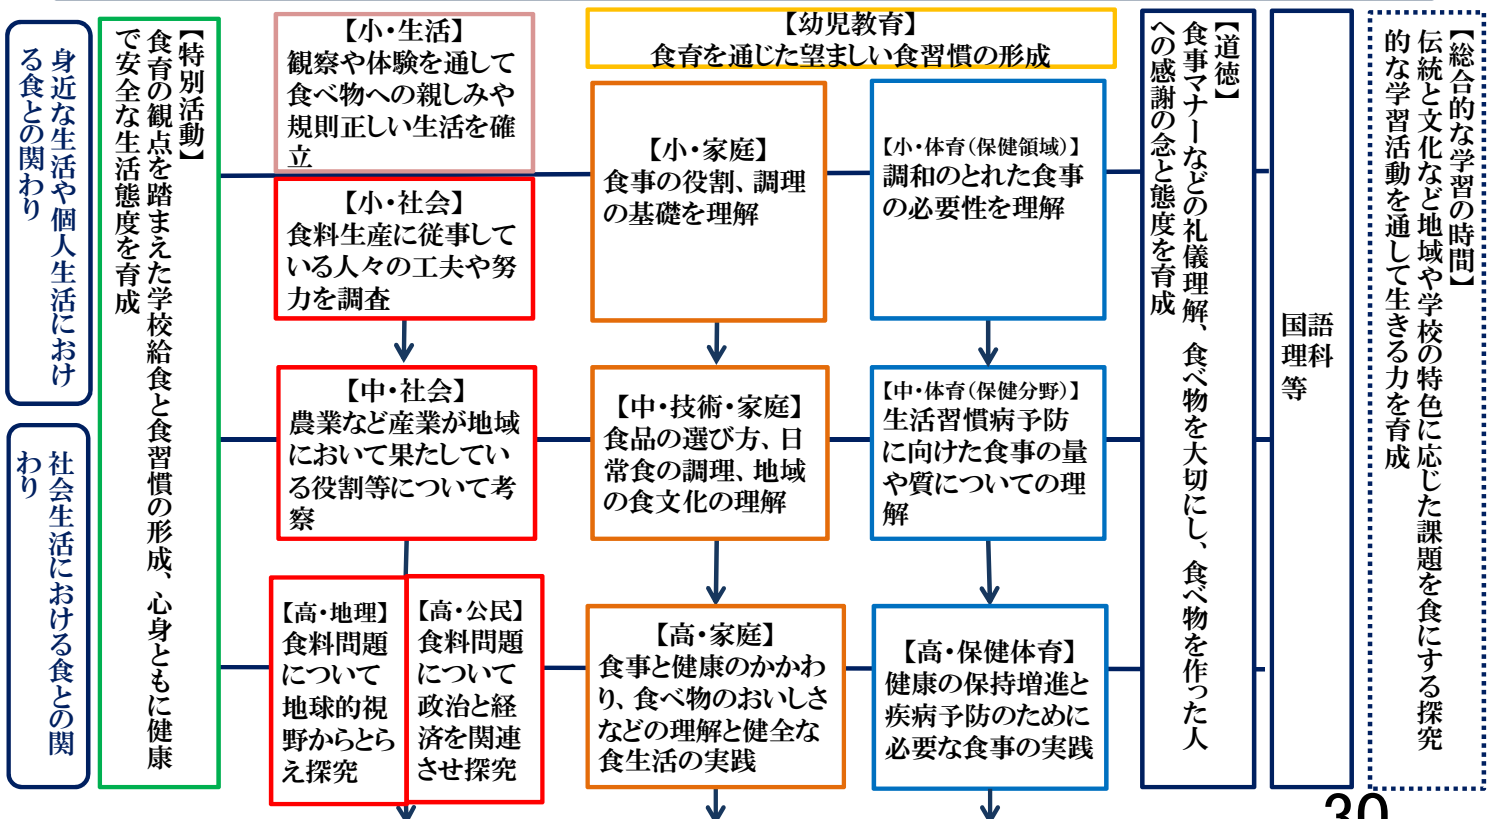 身近な生活や個人生活におけ
る食との関わり
社会生活における食との関
わり
【特別活動】
食育の観点を踏まえた学校給食と食習慣の形成、心身ともに健康
で安全な生活態度を育成
【小・生活】
観察や体験を通して
食べ物への親しみや
規則正しい生活を確
立
【小・社会】
食料生産に従事して
いる人々の工夫や努
力を調査
【中・社会】
農業など産業が地域
において果たしてい
る役割等について考
察
【高・地理】
食料問題
について
地球的視
野からとら
え探究
【高・公民】
食料問題
について
政治と経
済を関連
させ探究
【幼児教育】
食育を通じた望ましい食習慣の形成
【小・家庭】
食事の役割、調理
の基礎を理解
【中・技術・家庭】
食品の選び方、日
常食の調理、地域
の食文化の理解
【高・家庭】
食事と健康のかかわ
り、食べ物のおいしさ
などの理解と健全な
食生活の実践
【小・体育(保健領域)】
調和のとれた食事
の必要性を理解
【中・体育(保健分野)】
生活習慣病予防
に向けた食事の量
や質についての理
解
【高・保健体育】
健康の保持増進と
疾病予防のために
必要な食事の実践
【道徳】
食事マナーなどの礼儀理解、食べ物を大切にし、食べ物を作った人
への感謝の念と態度を育成
国語
理科
等
【総合的な学習の時間】
伝統と文化など地域や学校の特色に応じた課題を食にする探究
的な学習活動を通して生きる力を育成
30